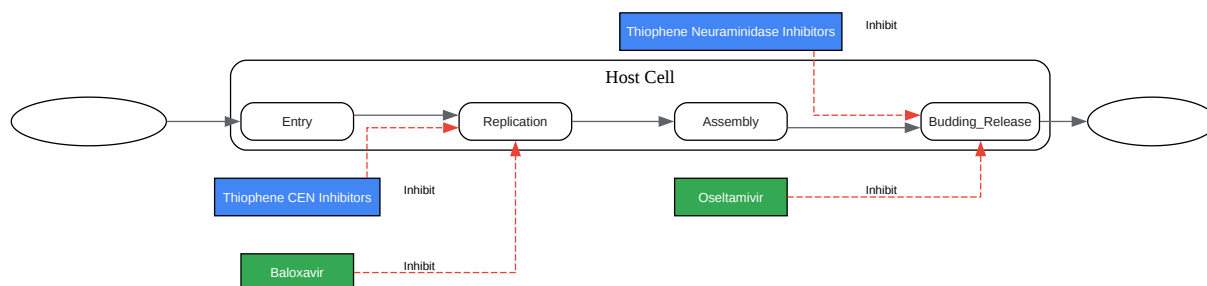 Thiophene Neuraminidase Inhibitors
Inhibit
Host Cell
Entry
Replication
Assembly
Budding_Release
Thiophene CEN Inhibitors
Inhibit
Oseltamivir
Inhibit
Baloxavir
Inhibit